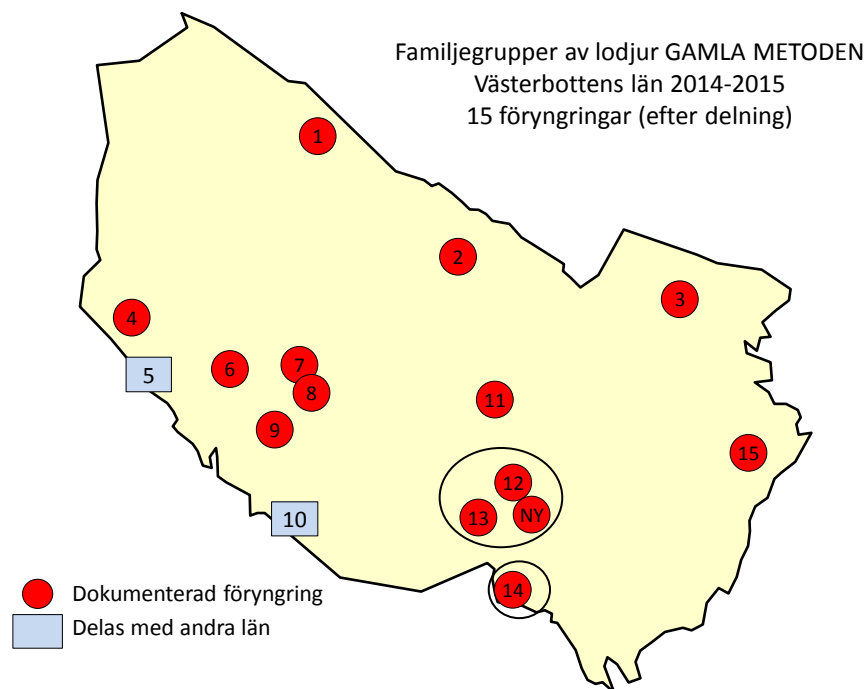 Familjegrupper av lodjur GAMLA METODEN
Västerbottens län 2014-2015
15 föryngringar (efter delning)
1
2
3
4
5
6
7
8
9
10
11
12
13
NY
14
15
Dokumenterad föryngring
Delas med andra län